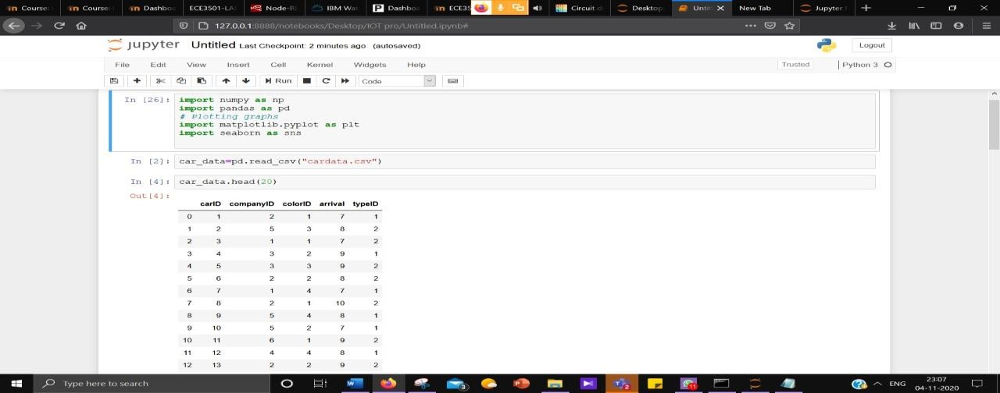 Course: Course: Dashbo ECE3501-LA Node-R IBM Wat Dashbo ECE35 Circuit d Desktop Untit New Tab Jupyter
127.0.0.1:8888/notebooks/Desktop/IOT pro/Untitled.ipynb#
jupyter Untitled Last Checkpoint: 2 minutes ago (autosaved) Logout
File Edit View Insert Cell Kernel Widgets Help Trusted Python 3
Run Code
In [26]: import numpy as np
import pandas as pd
# Plotting graphs
import matplotlib.pyplot as plt
import seaborn as sns
In [2]: car_data=pd.read_csv("cardata.csv")
In [4]: car_data.head(20)
Out[4]:
carID companyID colorID arrival typeID
0 1 2 1 7 1
1 2 5 3 8 2
2 3 1 1 7 2
3 4 3 2 9 1
4 5 3 3 9 2
5 6 2 2 8 2
6 7 1 4 7 1
7 8 2 1 10 2
8 9 5 4 8 1
9 10 5 2 7 1
10 11 6 1 9 2
11 12 4 4 8 1
12 13 2 2 9 2
Type here to search 3 2 11 ENG 23:07
04-11-2020